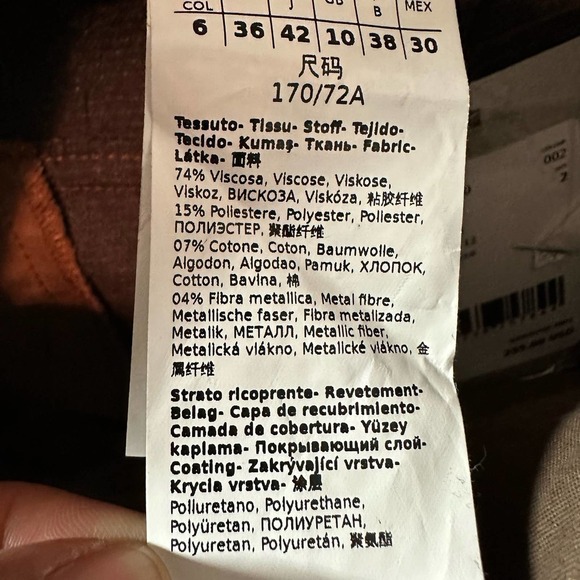 COL J GB B MEX
6 36 42 10 38 30
尺码
170/72A
Tessuto- Tissu- Stoff- Tejido-
Tecido- Kumaş- Ткань- Fabric-
Látka- 面料
74% Viscosa, Viscose, Viskose,
Viskoz, ВИСКОЗА, Viskóza, 粘胶纤维
15% Poliestere, Polyester, Poliester,
ПОЛИЭСТЕР, 聚酯纤维
07% Cotone, Coton, Baumwolle,
Algodon, Algodao, Pamuk, ХЛОПОК,
Cotton, Bavlna, 棉
04% Fibra metallica, Metal fibre,
Metallische faser, Fibra metalizada,
Metalik, МЕТАЛЛ, Metallic fiber,
Metalická vlákno, Metalické vlákno, 金
属纤维
Strato ricoprente- Revetement-
Belag- Capa de recubrimiento-
Camada de cobertura- Yüzey
kaplama- Покрывающий слой-
Coating- Zakrývající vrstva-
Krycia vrstva- 涂层
Poliuretano, Polyurethane,
Polyüretan, ПОЛИУРЕТАН,
Polyuretan, Polyuretán, 聚氨酯
002
2